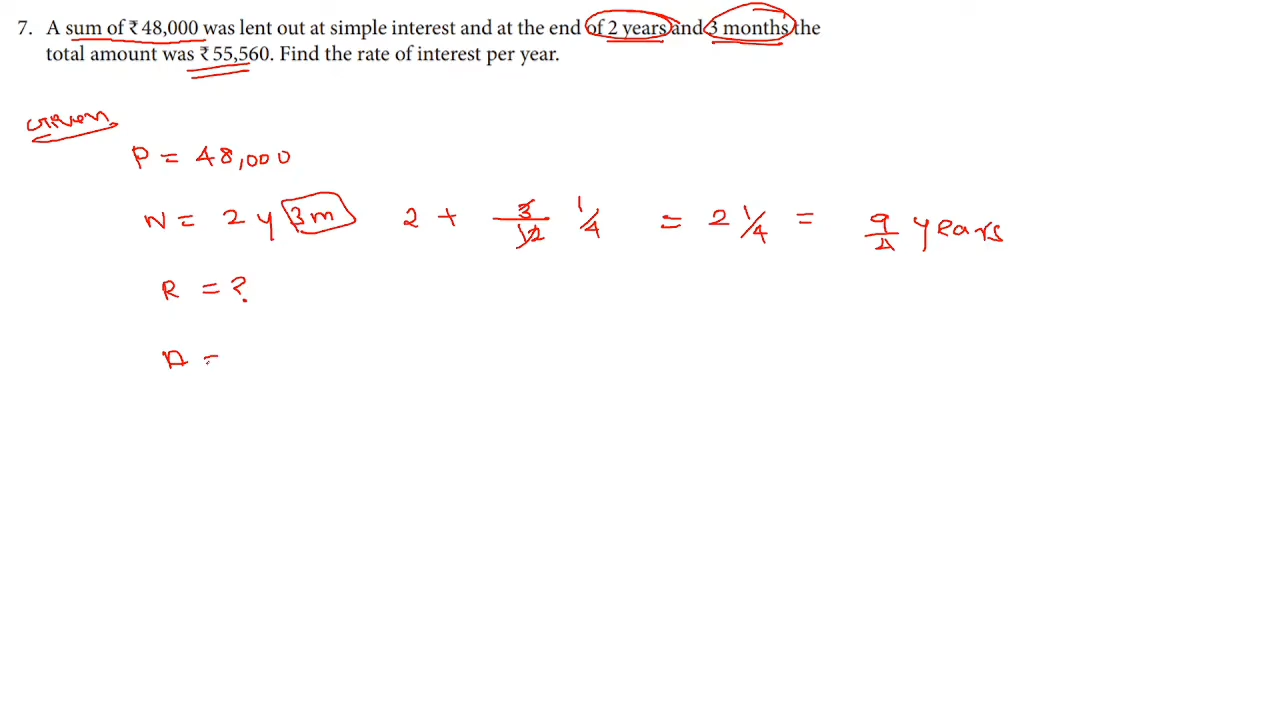 7. A sum of ₹ 48,000 was lent out at simple interest and at the end of 2 years and 3 months the
total amount was ₹ 55,560. Find the rate of interest per year.
Given
P = 48,000
N = 2 y 3m 2 + 3/12 1/4 = 2 1/4 = 9/4 years
R = ?
A =